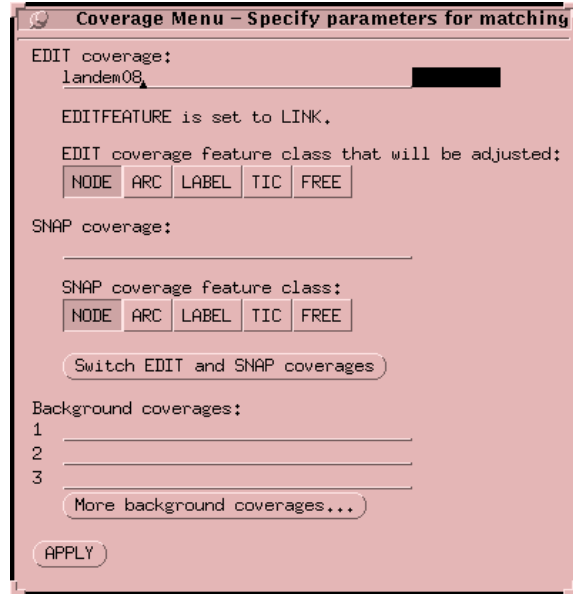 Coverage Menu – Specify parameters for matching
EDIT coverage:
landem08
EDITFEATURE is set to LINK.
EDIT coverage feature class that will be adjusted:
NODE ARC LABEL TIC FREE
SNAP coverage:
SNAP coverage feature class:
NODE ARC LABEL TIC FREE
Switch EDIT and SNAP coverages
Background coverages:
1
2
3
More background coverages...
APPLY